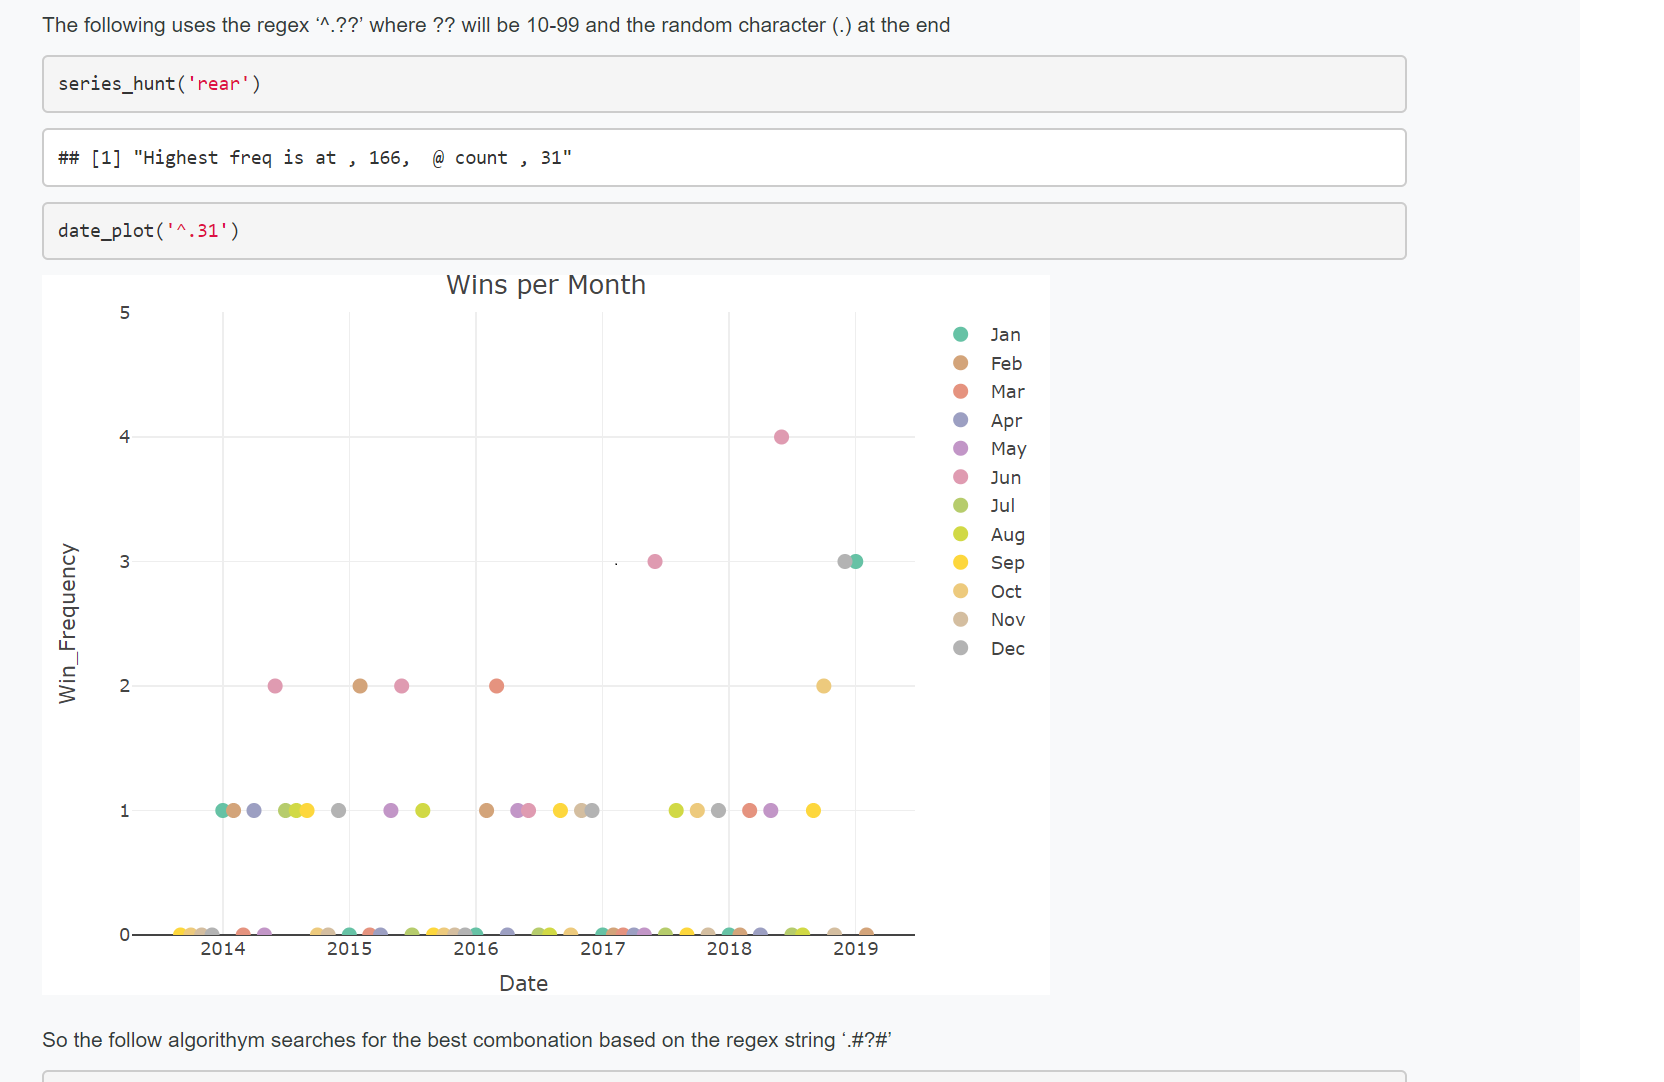 The following uses the regex ‘^.??’ where ?? will be 10-99 and the random character (.) at the end
series_hunt('rear')
## [1] "Highest freq is at , 166,  @ count , 31"
date_plot('^.31')
Wins per Month
5
4
3
2
1
0
Win_Frequency
2014 2015 2016 2017 2018 2019
Date
Jan
Feb
Mar
Apr
May
Jun
Jul
Aug
Sep
Oct
Nov
Dec
So the follow algorithym searches for the best combonation based on the regex string ‘.#?#’